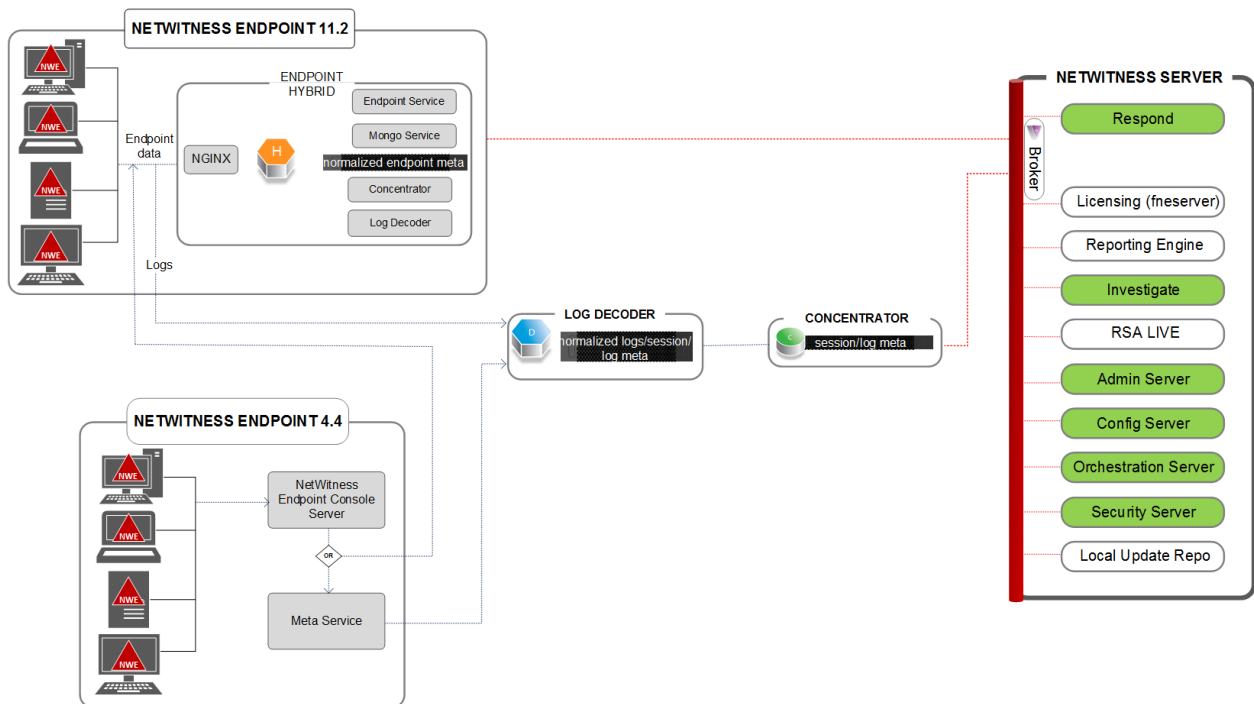 NETWITNESS ENDPOINT 11.2
NWE
NWE
NWE
NWE
Endpoint
data
Logs
ENDPOINT
HYBRID
NGINX
H
Endpoint Service
Mongo Service
normalized endpoint meta
Concentrator
Log Decoder
NETWITNESS ENDPOINT 4.4
NWE
NWE
NWE
NWE
NetWitness
Endpoint Console
Server
OR
Meta Service
LOG DECODER
D
normalized logs/session/
log meta
CONCENTRATOR
C
session/log meta
NETWITNESS SERVER
Broker
Respond
Licensing (fneserver)
Reporting Engine
Investigate
RSA LIVE
Admin Server
Config Server
Orchestration Server
Security Server
Local Update Repo